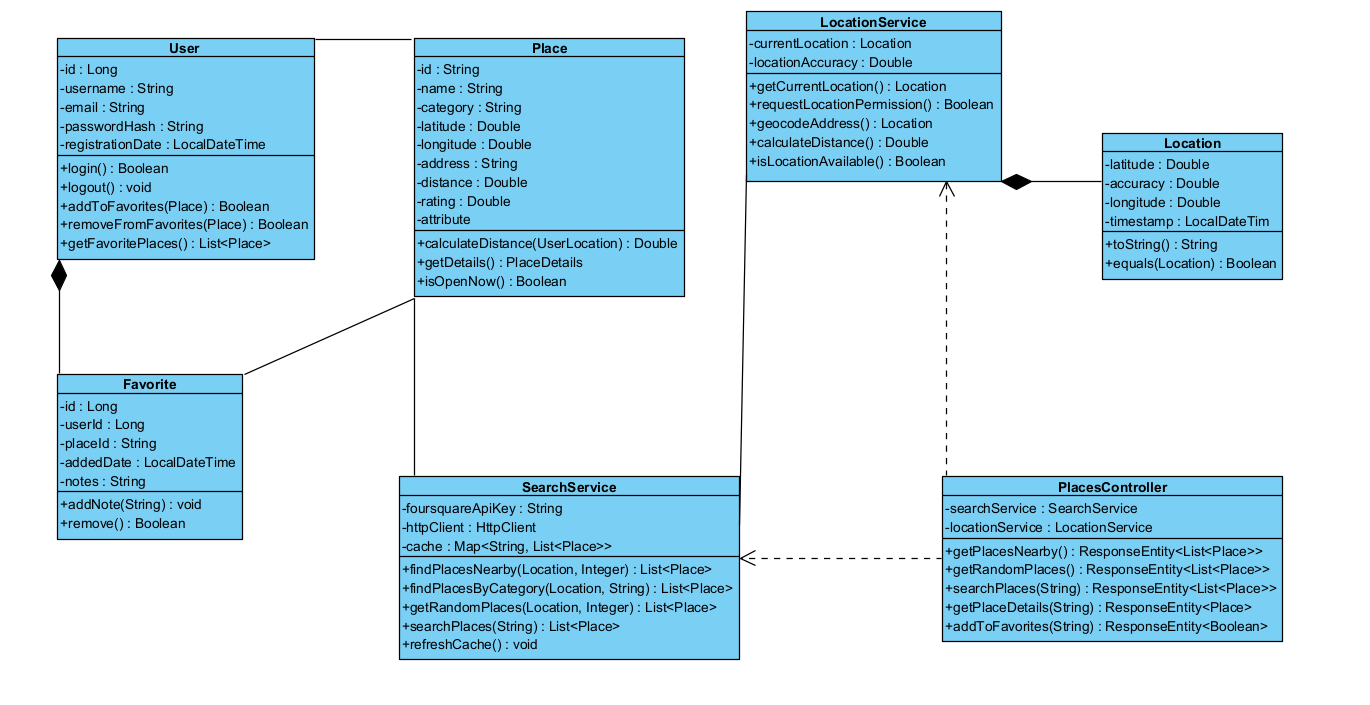 User
-id : Long
-username : String
-email : String
-passwordHash : String
-registrationDate : LocalDateTime
+login() : Boolean
+logout() : void
+addToFavorites(Place) : Boolean
+removeFromFavorites(Place) : Boolean
+getFavoritePlaces() : List<Place>
Place
-id : String
-name : String
-category : String
-latitude : Double
-longitude : Double
-address : String
-distance : Double
-rating : Double
-attribute
+calculateDistance(UserLocation) : Double
+getDetails() : PlaceDetails
+isOpenNow() : Boolean
LocationService
-currentLocation : Location
-locationAccuracy : Double
+getCurrentLocation() : Location
+requestLocationPermission() : Boolean
+geocodeAddress() : Location
+calculateDistance() : Double
+isLocationAvailable() : Boolean
Location
-latitude : Double
-accuracy : Double
-longitude : Double
-timestamp : LocalDateTim
+toString() : String
+equals(Location) : Boolean
Favorite
-id : Long
-userId : Long
-placeId : String
-addedDate : LocalDateTime
-notes : String
+addNote(String) : void
+remove() : Boolean
SearchService
-foursquareApiKey : String
-httpClient : HttpClient
-cache : Map<String, List<Place>>
+findPlacesNearby(Location, Integer) : List<Place>
+findPlacesByCategory(Location, String) : List<Place>
+getRandomPlaces(Location, Integer) : List<Place>
+searchPlaces(String) : List<Place>
+refreshCache() : void
PlacesController
-searchService : SearchService
-locationService : LocationService
+getPlacesNearby() : ResponseEntity<List<Place>>
+getRandomPlaces() : ResponseEntity<List<Place>>
+searchPlaces(String) : ResponseEntity<List<Place>>
+getPlaceDetails(String) : ResponseEntity<Place>
+addToFavorites(String) : ResponseEntity<Boolean>